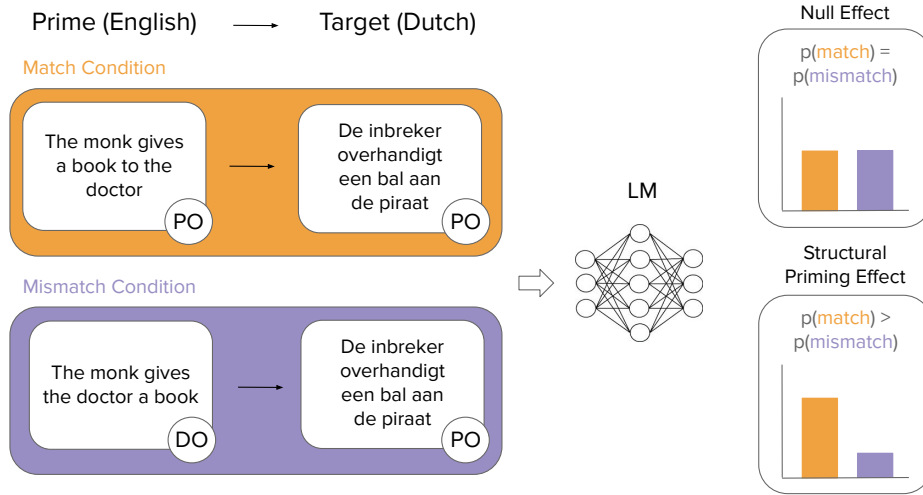 Prime (English)
Target (Dutch)
Match Condition
The monk gives
a book to the
doctor
PO
De inbreker
overhandigt
een bal aan
de piraat
PO
Mismatch Condition
The monk gives
the doctor a book
DO
De inbreker
overhandigt
een bal aan
de piraat
PO
LM
Null Effect
p(match) =
p(mismatch)
Structural
Priming Effect
p(match) >
p(mismatch)